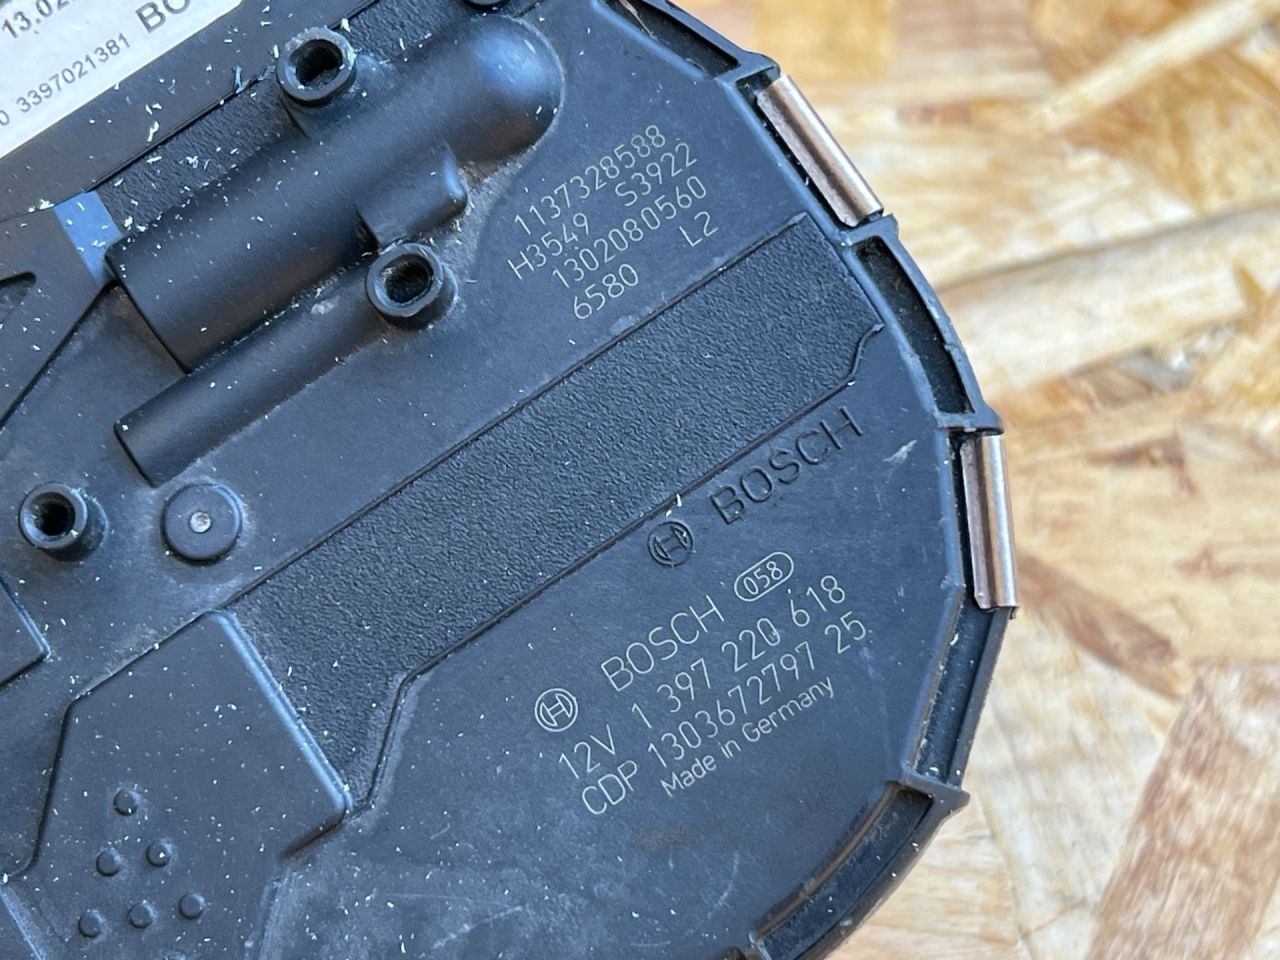 13.02
3397021381 BO
1137328588
H3549 S3922
1302080560
6580 L2
BOSCH
BOSCH 058
12V 1 397 220 618
CDP 1303672797 25
Made in Germany